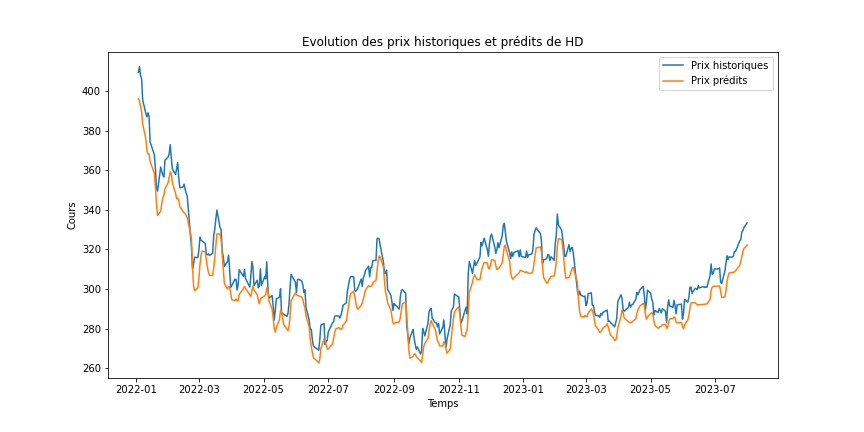 Evolution des prix historiques et prédits de HD
Prix historiques
Prix prédits
Cours
400
380
360
340
320
300
280
260
2022-01 2022-03 2022-05 2022-07 2022-09 2022-11 2023-01 2023-03 2023-05 2023-07
Temps